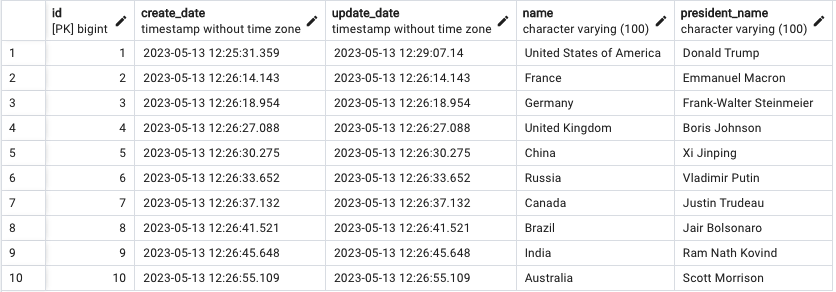 id create_date update_date name president_name
[PK] bigint timestamp without time zone timestamp without time zone character varying (100) character varying (100)
1 1 2023-05-13 12:25:31.359 2023-05-13 12:29:07.14 United States of America Donald Trump
2 2 2023-05-13 12:26:14.143 2023-05-13 12:26:14.143 France Emmanuel Macron
3 3 2023-05-13 12:26:18.954 2023-05-13 12:26:18.954 Germany Frank-Walter Steinmeier
4 4 2023-05-13 12:26:27.088 2023-05-13 12:26:27.088 United Kingdom Boris Johnson
5 5 2023-05-13 12:26:30.275 2023-05-13 12:26:30.275 China Xi Jinping
6 6 2023-05-13 12:26:33.652 2023-05-13 12:26:33.652 Russia Vladimir Putin
7 7 2023-05-13 12:26:37.132 2023-05-13 12:26:37.132 Canada Justin Trudeau
8 8 2023-05-13 12:26:41.521 2023-05-13 12:26:41.521 Brazil Jair Bolsonaro
9 9 2023-05-13 12:26:45.648 2023-05-13 12:26:45.648 India Ram Nath Kovind
10 10 2023-05-13 12:26:55.109 2023-05-13 12:26:55.109 Australia Scott Morrison